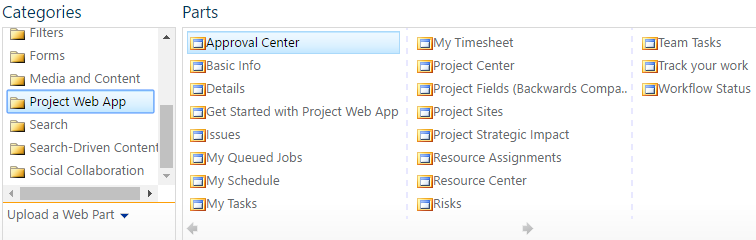 Categories
Filters
Forms
Media and Content
Project Web App
Search
Search-Driven Content
Social Collaboration
Upload a Web Part
Parts
Approval Center
Basic Info
Details
Get Started with Project Web App
Issues
My Queued Jobs
My Schedule
My Tasks
My Timesheet
Project Center
Project Fields (Backwards Compa..
Project Sites
Project Strategic Impact
Resource Assignments
Resource Center
Risks
Team Tasks
Track your work
Workflow Status